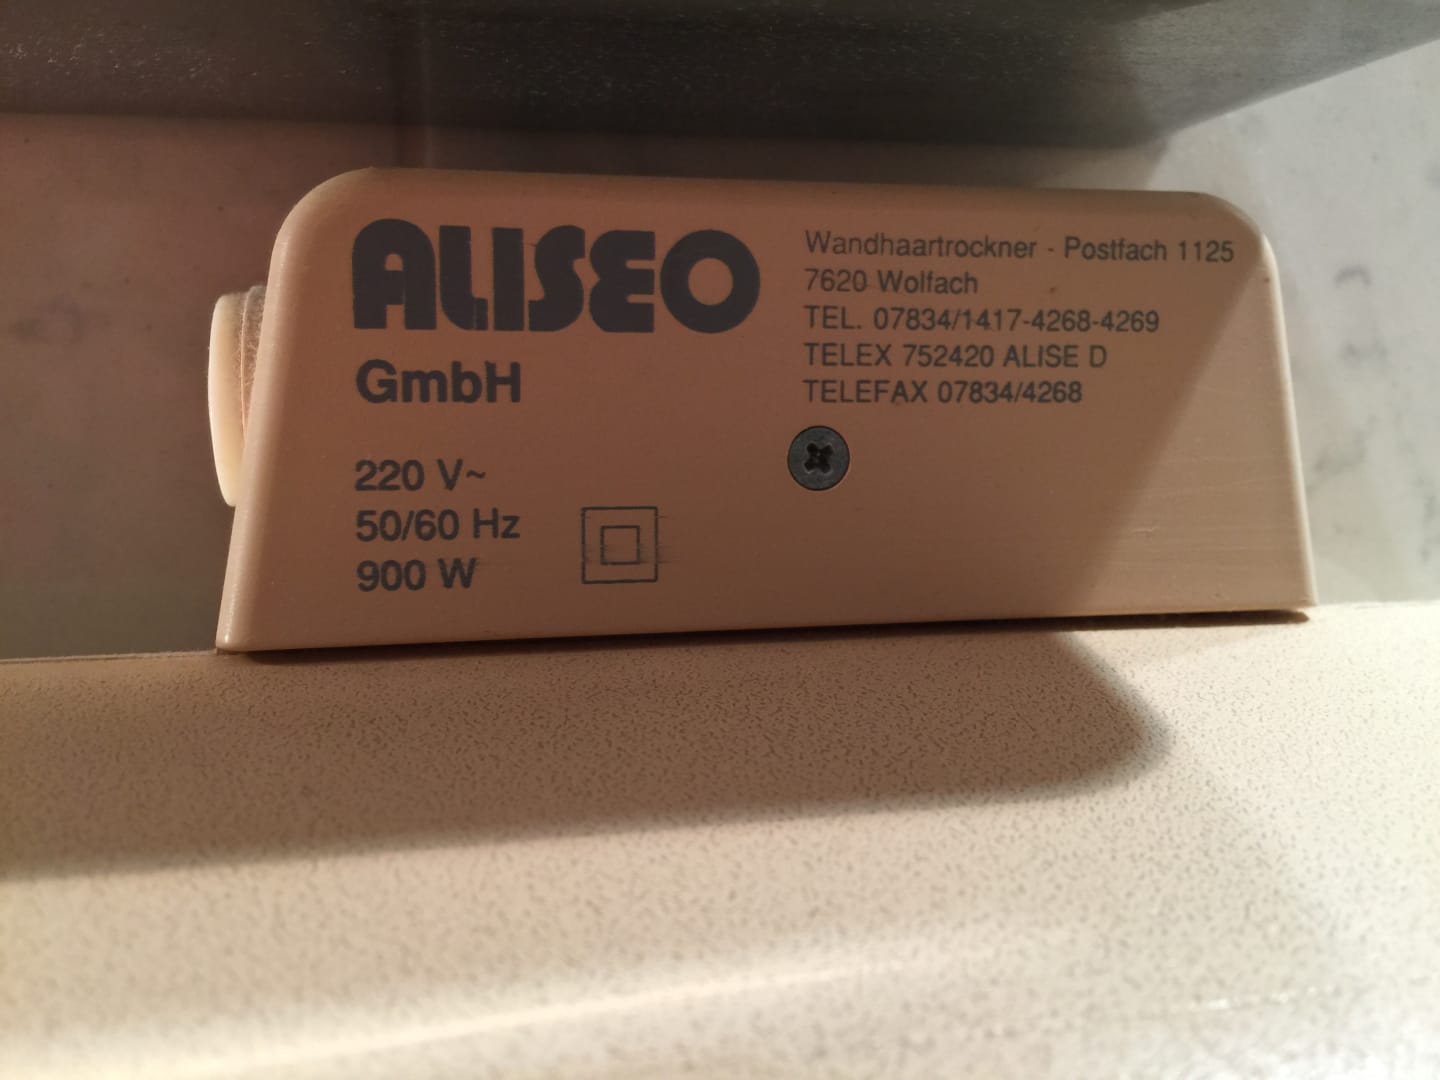 ALISEO
GmbH
220 V~
50/60 Hz
900 W
Wandhaartrockner - Postfach 1125
7620 Wolfach
TEL. 07834/1417-4268-4269
TELEX 752420 ALISE D
TELEFAX 07834/4268